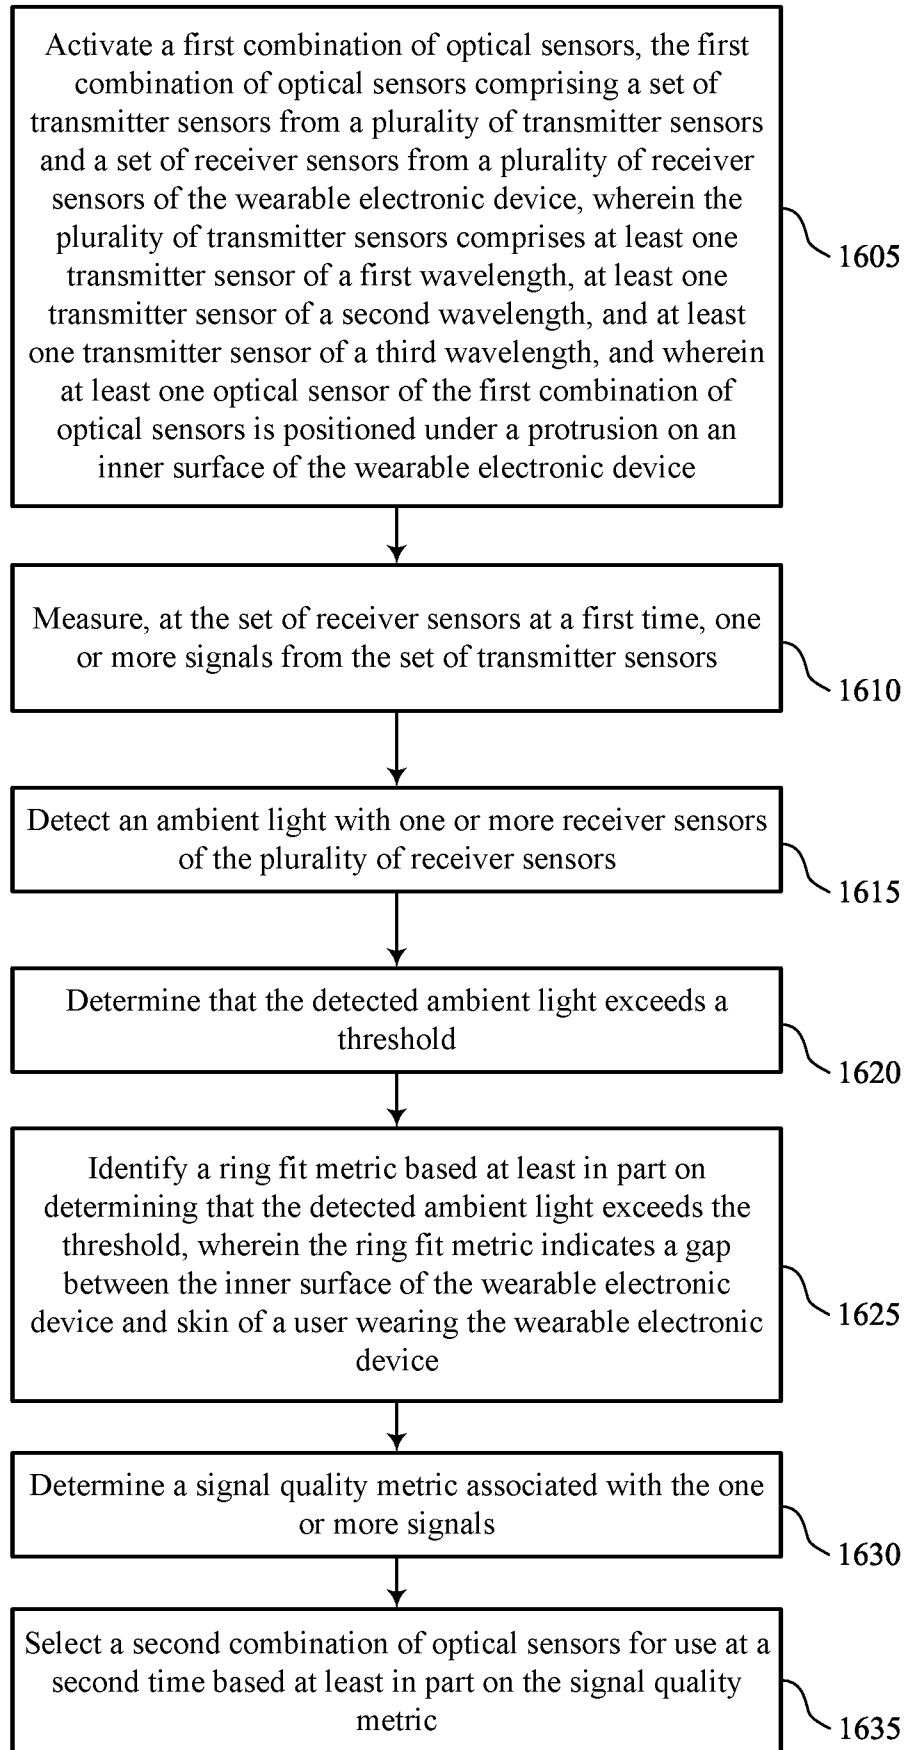 Activate a first combination of optical sensors, the first
combination of optical sensors comprising a set of
transmitter sensors from a plurality of transmitter sensors
and a set of receiver sensors from a plurality of receiver
sensors of the wearable electronic device, wherein the
plurality of transmitter sensors comprises at least one
transmitter sensor of a first wavelength, at least one
transmitter sensor of a second wavelength, and at least
one transmitter sensor of a third wavelength, and wherein
at least one optical sensor of the first combination of
optical sensors is positioned under a protrusion on an
inner surface of the wearable electronic device
1605
Measure, at the set of receiver sensors at a first time, one
or more signals from the set of transmitter sensors
1610
Detect an ambient light with one or more receiver sensors
of the plurality of receiver sensors
1615
Determine that the detected ambient light exceeds a
threshold
1620
Identify a ring fit metric based at least in part on
determining that the detected ambient light exceeds the
threshold, wherein the ring fit metric indicates a gap
between the inner surface of the wearable electronic
device and skin of a user wearing the wearable electronic
device
1625
Determine a signal quality metric associated with the one
or more signals
1630
Select a second combination of optical sensors for use at a
second time based at least in part on the signal quality
metric
1635